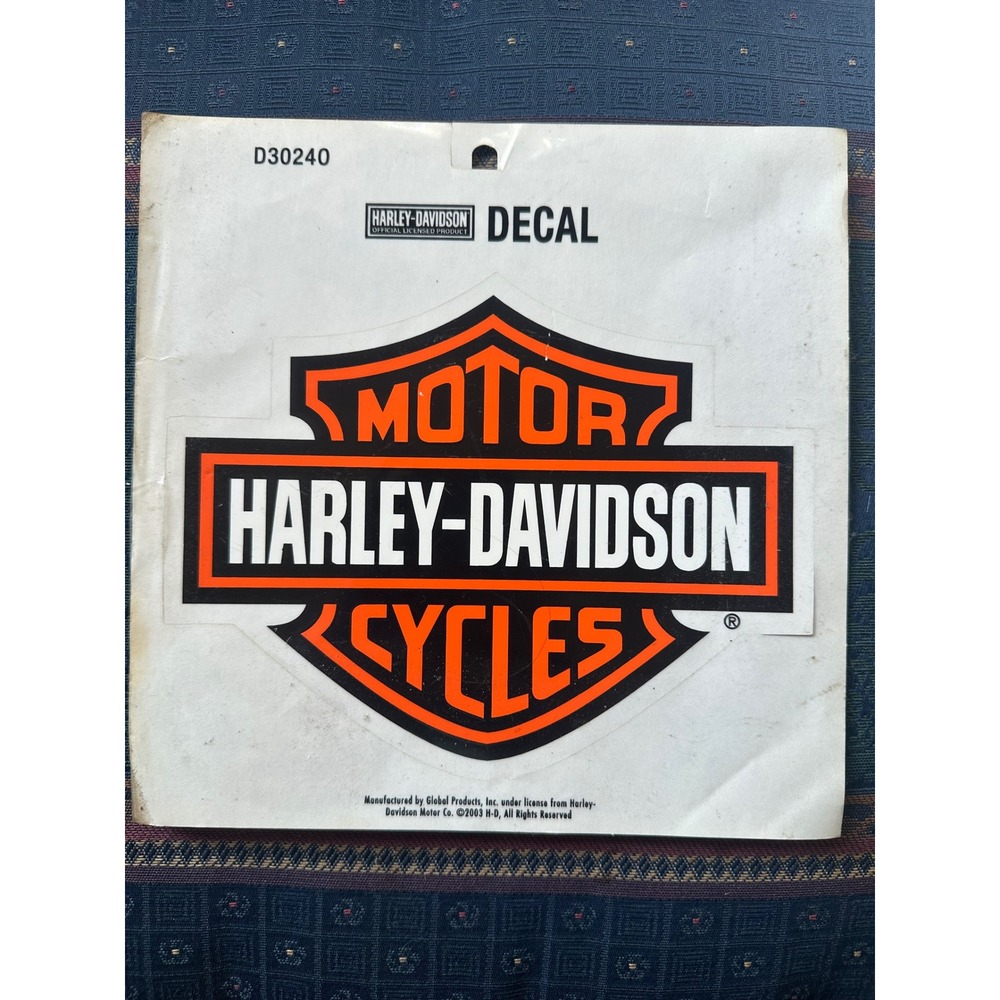 D30240
HARLEY-DAVIDSON
OFFICIAL LICENSED PRODUCT
DECAL
MOTOR
HARLEY-DAVIDSON
CYCLES
®
Manufactured by Global Products, Inc. under license from Harley-
Davidson Motor Co. ©2003 H-D, All Rights Reserved